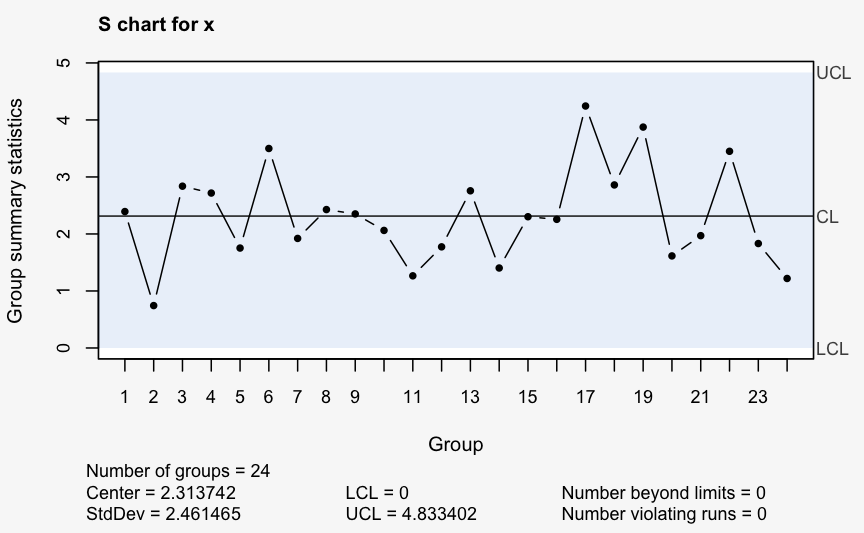 S chart for x
Group summary statistics
5
4
3
2
1
0
UCL
CL
LCL
1 2 3 4 5 6 7 8 9 11 13 15 17 19 21 23
Group
Number of groups = 24
Center = 2.313742 LCL = 0 Number beyond limits = 0
StdDev = 2.461465 UCL = 4.833402 Number violating runs = 0